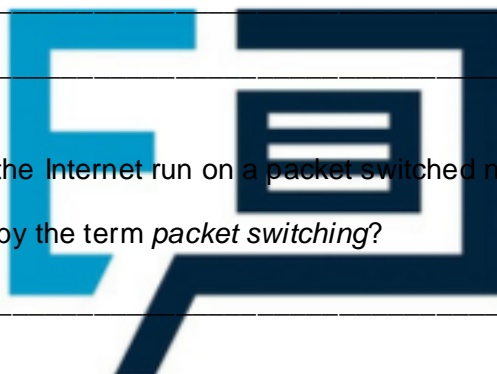 the Internet run on a packet switched
by the term packet switching?